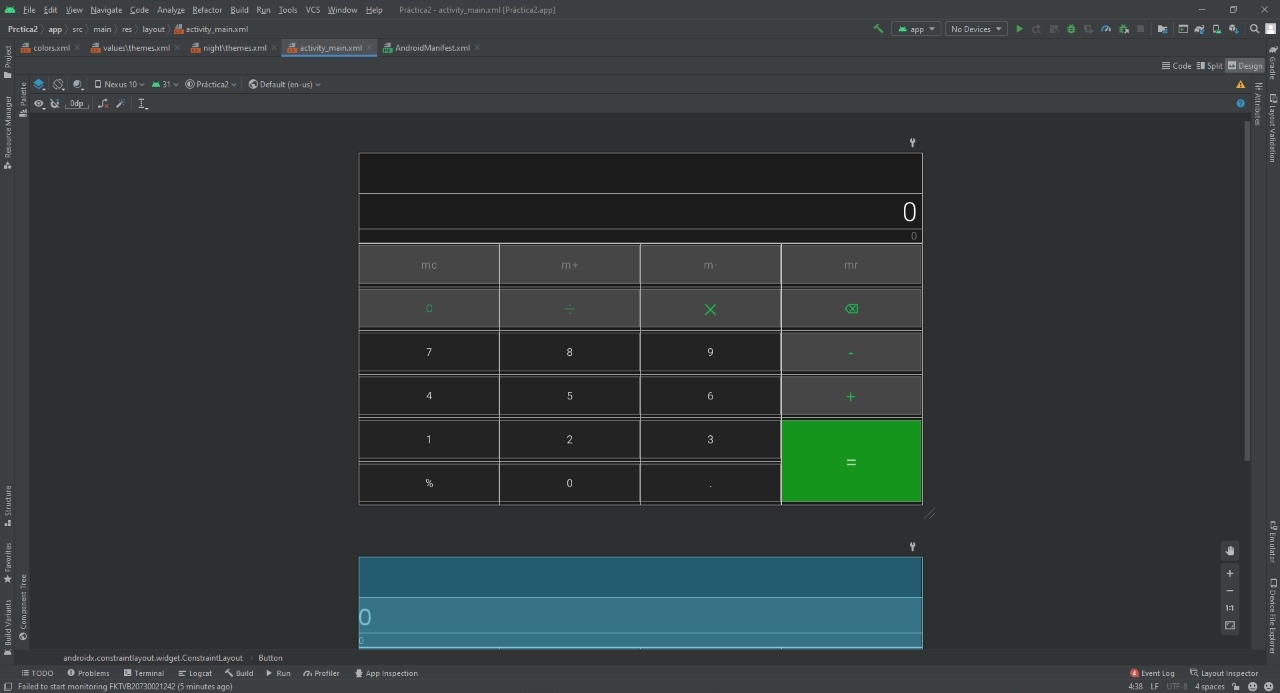 File Edit View Navigate Code Analyze Refactor Build Run Tools VCS Window Help Práctica2 - activity_main.xml [Práctica2.app]
Prctica2 app src main res layout activity_main.xml app No Devices
colors.xml values\themes.xml night\themes.xml activity_main.xml AndroidManifest.xml
Code Split Design
Nexus 10 31 Práctica2 Default (en-us)
0dp
Project
Resource Manager
Structure
Favorites
Build Variants
Palette
Component Tree
0
0
mc m+ m- mr
C ÷ × ⌫
7 8 9 -
4 5 6 +
1 2 3 =
% 0 .
0
0
Attributes
Gradle
Layout Validation
Emulator
Device File Explorer
1:1
androidx.constraintlayout.widget.ConstraintLayout Button
TODO Problems Terminal Logcat Build Run Profiler App Inspection Event Log Layout Inspector
Failed to start monitoring FKTVB20730021242 (5 minutes ago) 4:38 LF UTF-8 4 spaces